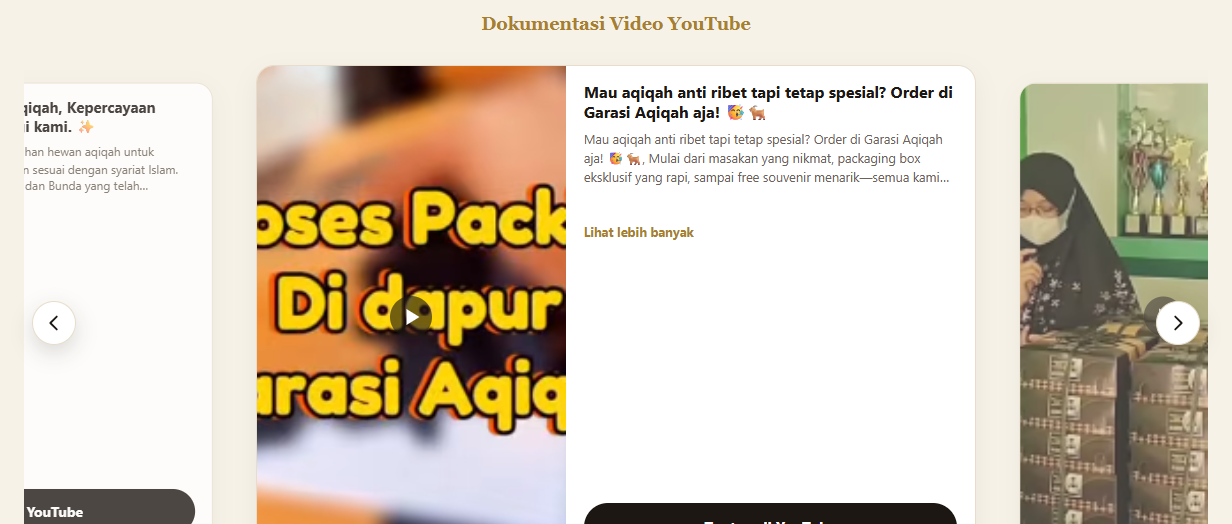 Dokumentasi Video YouTube
qiqah, Kepercayaan
i kami. ✨
han hewan aqiqah untuk
n sesuai dengan syariat Islam.
dan Bunda yang telah...
YouTube
oses Pack
Di dapur
arasi Aqiq
Mau aqiqah anti ribet tapi tetap spesial? Order di
Garasi Aqiqah aja! 🥳 🐐
Mau aqiqah anti ribet tapi tetap spesial? Order di Garasi Aqiqah
aja! 🥳 🐐, Mulai dari masakan yang nikmat, packaging box
eksklusif yang rapi, sampai free souvenir menarik—semua kami...
Lihat lebih banyak